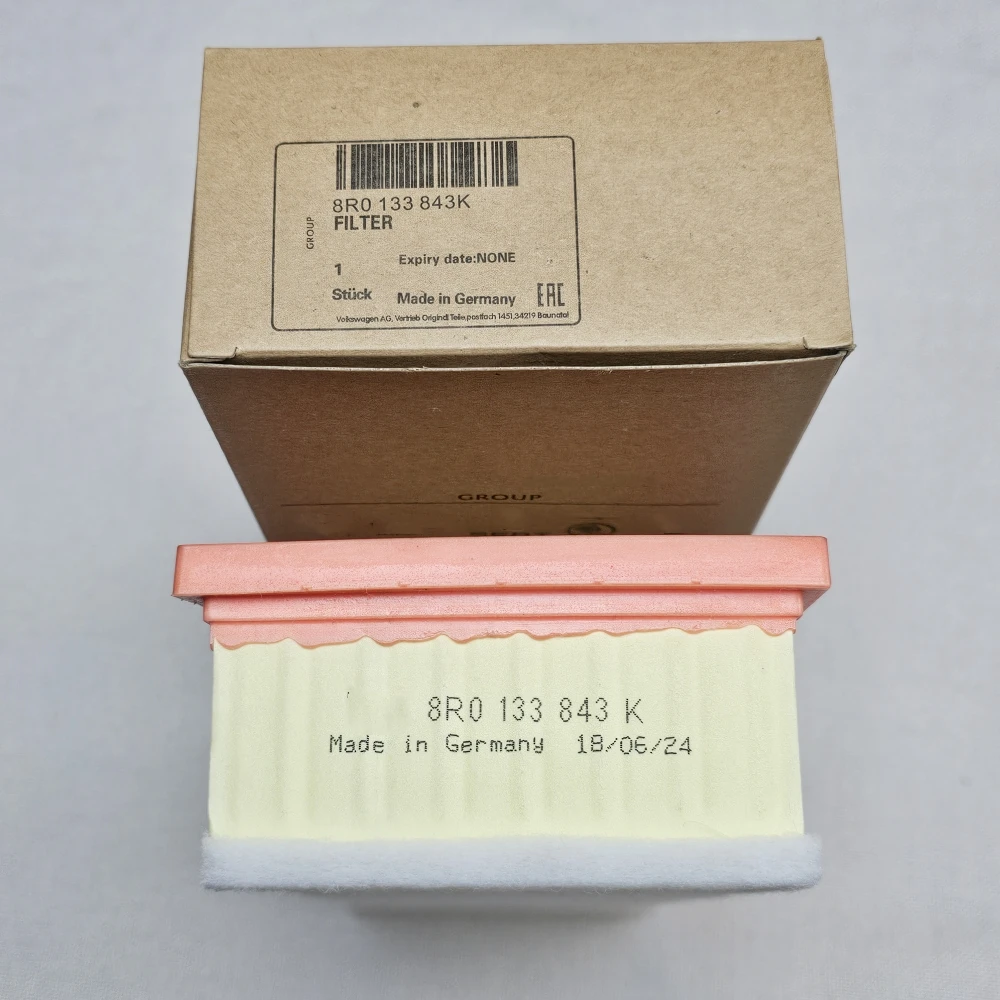 8R0 133 843K
FILTER
GROUP
Expiry date:NONE
1
Stück Made in Germany EAC
Volkswagen AG, Vertrieb Origindl Teile,postfach 1451,34219 Baunatal
GROUP
8R0 133 843 K
Made in Germany 18/06/24